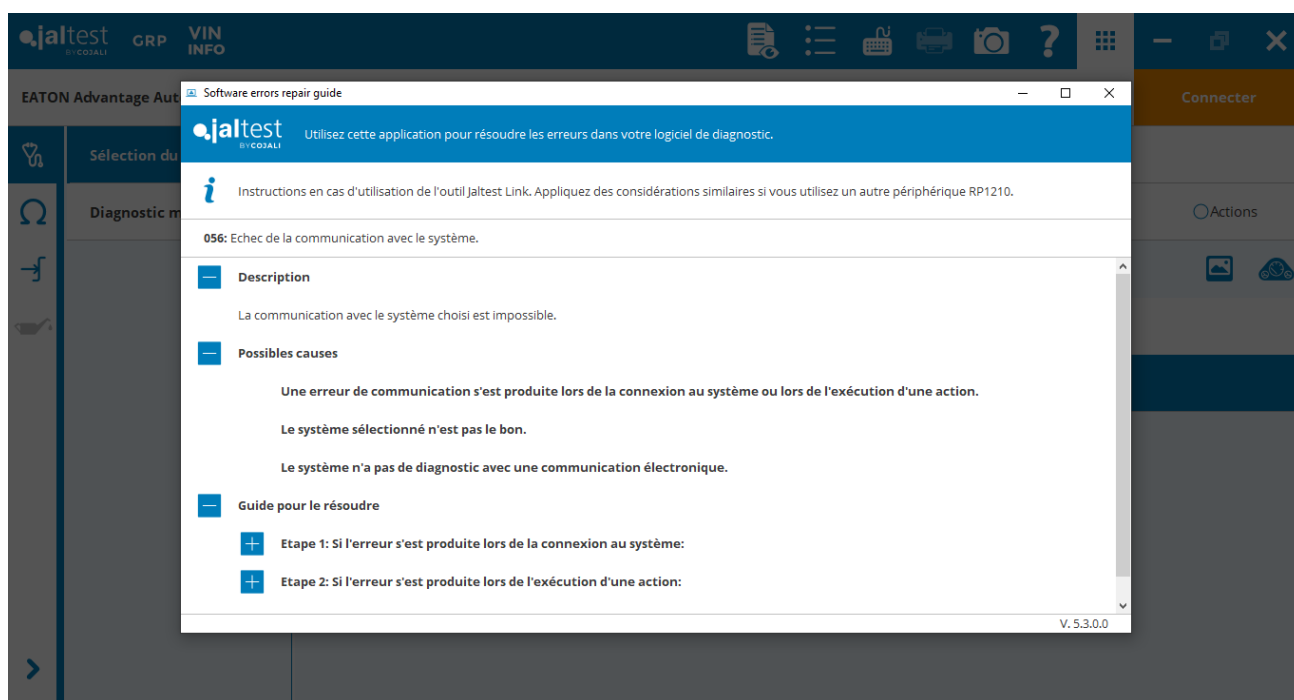 jaltest
BY COJALI
GRP
VIN
INFO
?
EATON Advantage Aut
Connecter
Software errors repair guide
jaltest
BY COJALI
Utilisez cette application pour résoudre les erreurs dans votre logiciel de diagnostic.
Sélection du
Instructions en cas d'utilisation de l'outil Jaltest Link. Appliquez des considérations similaires si vous utilisez un autre périphérique RP1210.
Diagnostic m
Actions
056: Echec de la communication avec le système.
Description
La communication avec le système choisi est impossible.
Possibles causes
Une erreur de communication s'est produite lors de la connexion au système ou lors de l'exécution d'une action.
Le système sélectionné n'est pas le bon.
Le système n'a pas de diagnostic avec une communication électronique.
Guide pour le résoudre
Etape 1: Si l'erreur s'est produite lors de la connexion au système:
Etape 2: Si l'erreur s'est produite lors de l'exécution d'une action:
V. 5.3.0.0